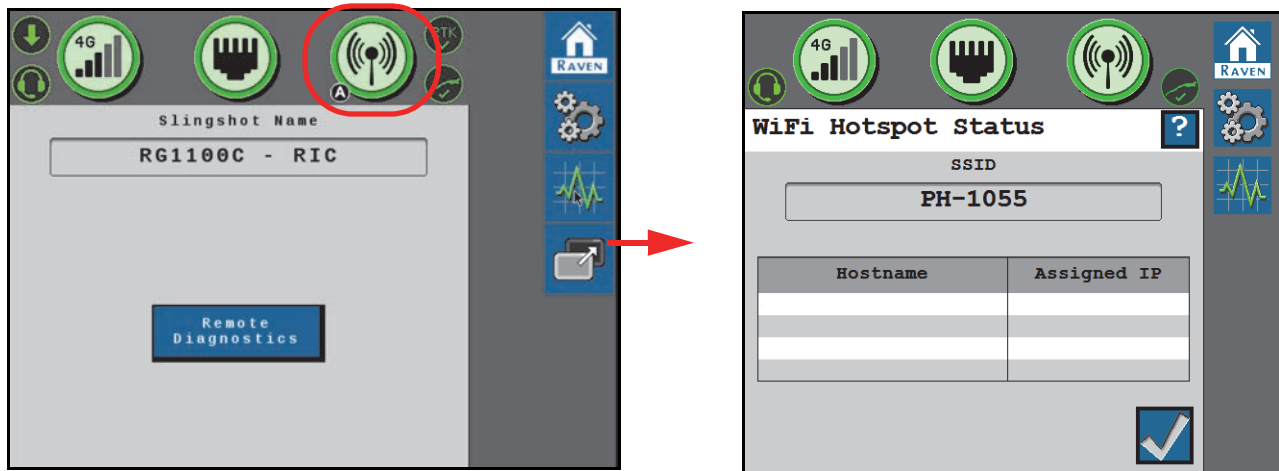 4G
RTK
A
RAVEN
Slingshot Name
RG1100C - RIC
Remote
Diagnostics
4G
RAVEN
WiFi Hotspot Status
?
SSID
PH-1055
Hostname Assigned IP